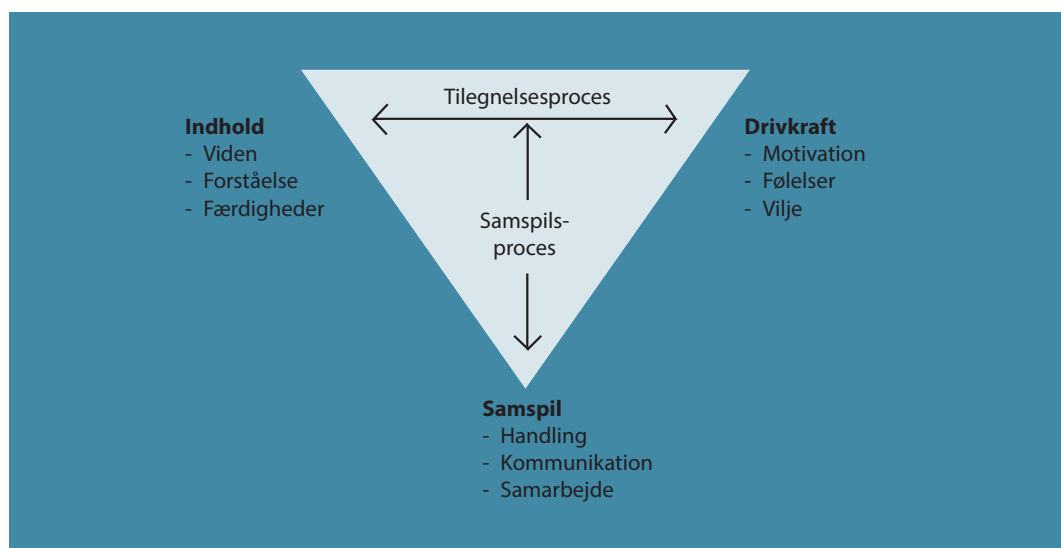 Tilegnelsesproces
Indhold
- Viden
- Forståelse
- Færdigheder
Drivkraft
- Motivation
- Følelser
- Vilje
Samspils-
proces
Samspil
- Handling
- Kommunikation
- Samarbejde